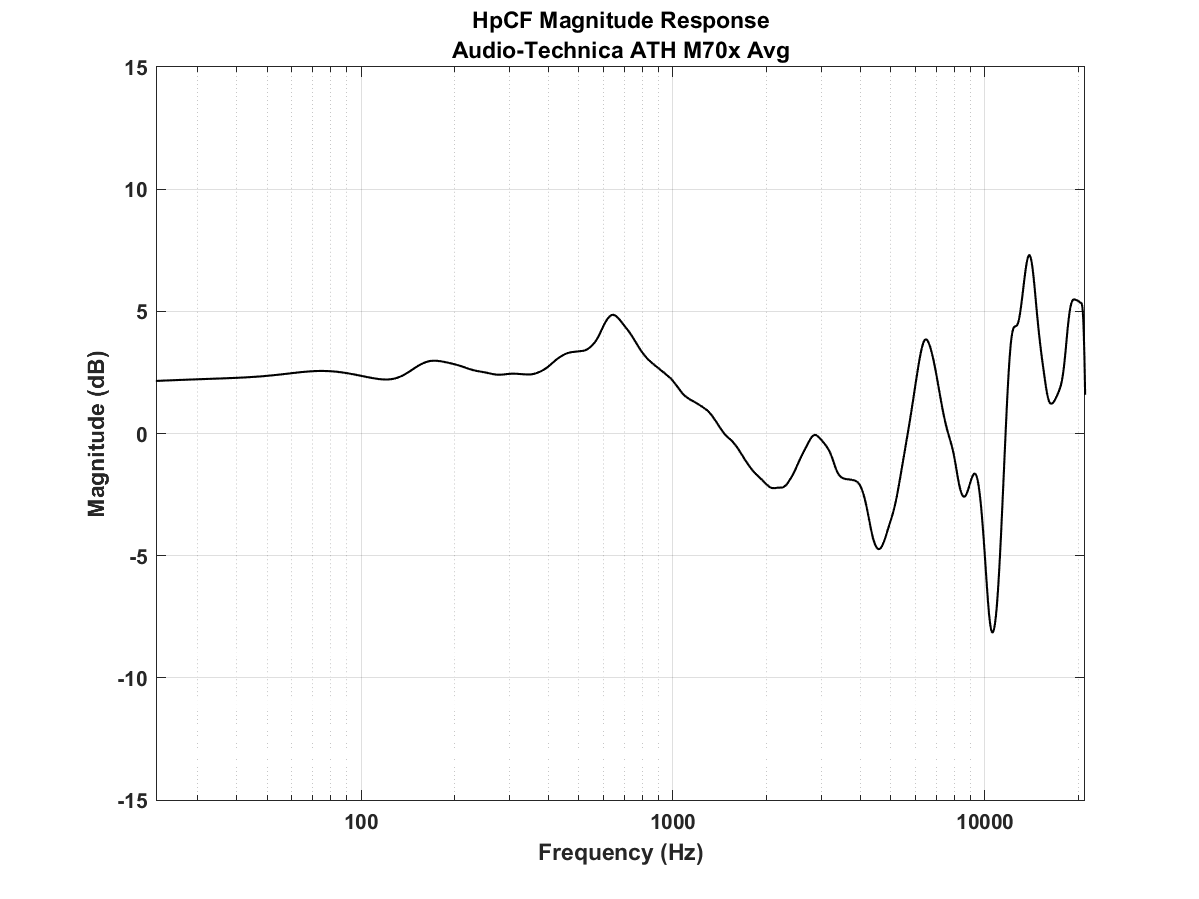 HpCF Magnitude Response
Audio-Technica ATH M70x Avg
15
10
5
0
-5
-10
-15
Magnitude (dB)
100
1000
10000
Frequency (Hz)